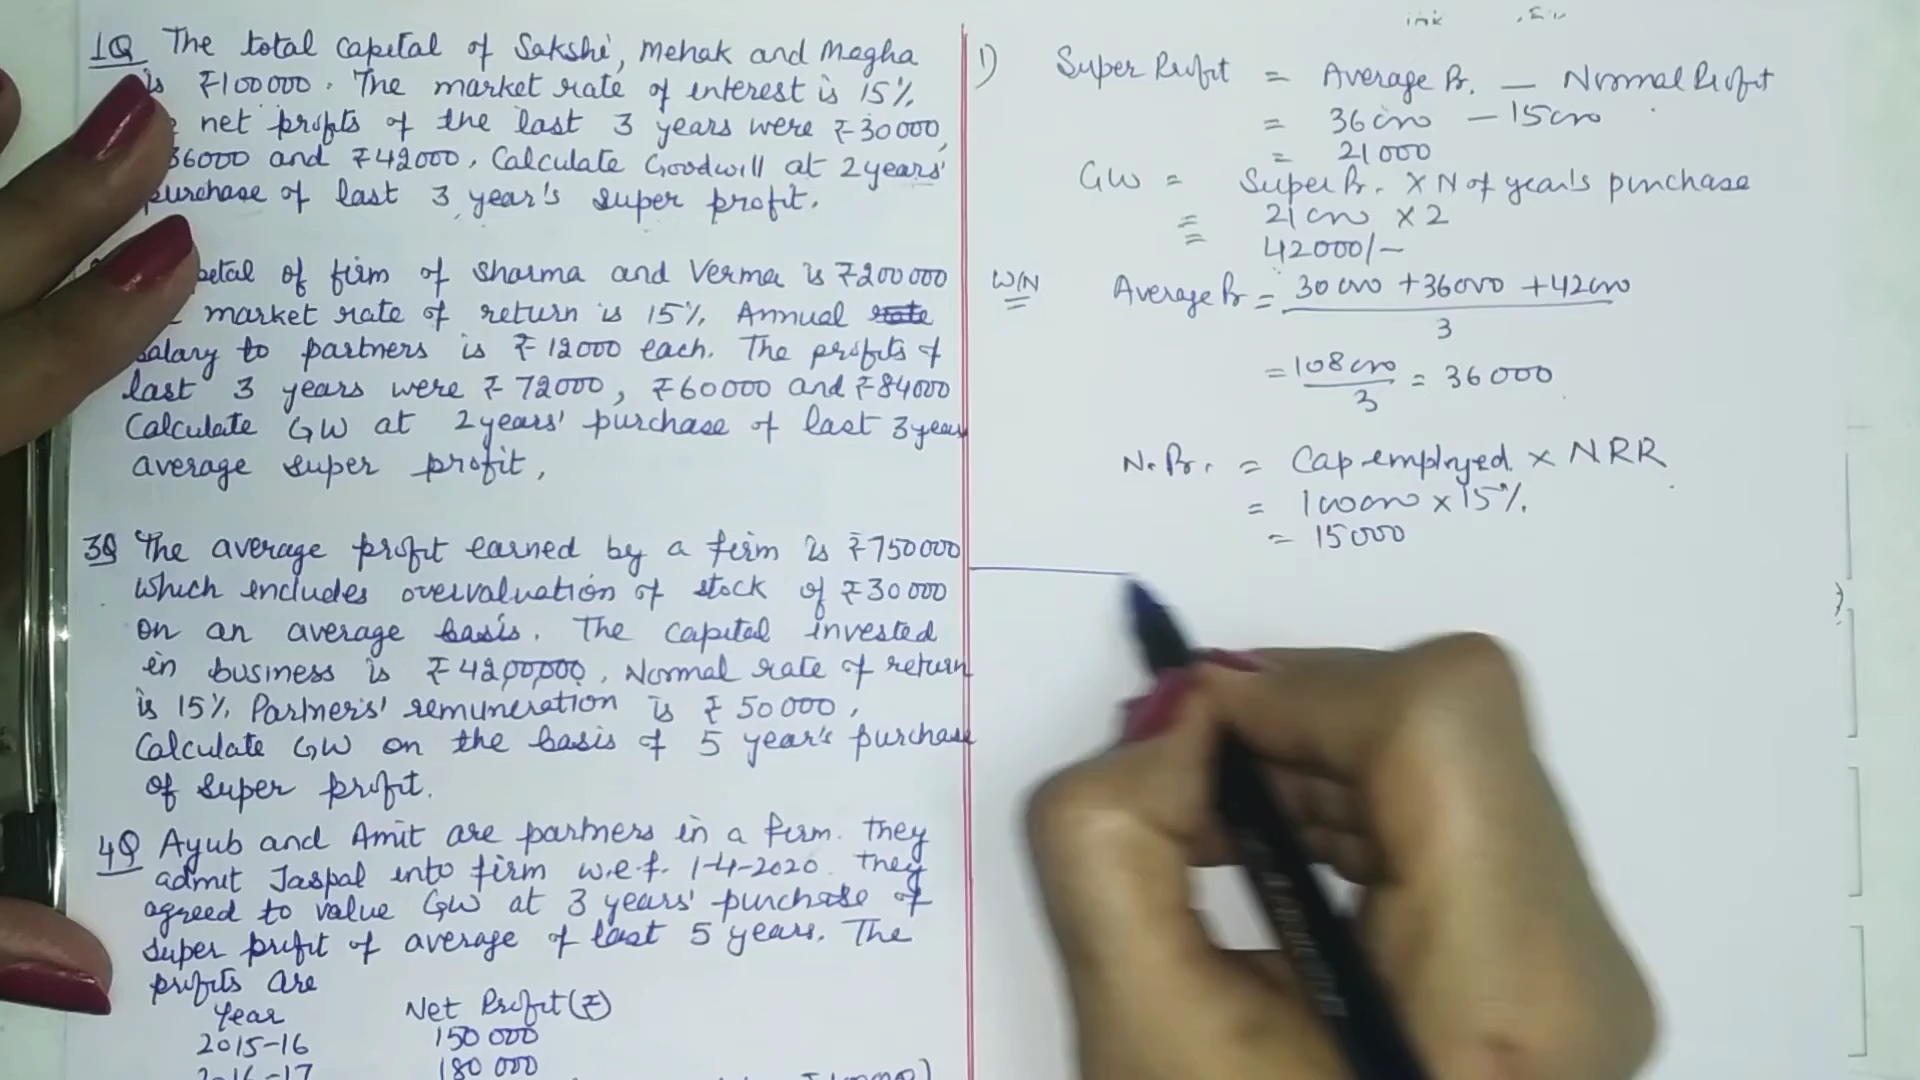 1Q The total capital of Sakshi, Mehak and Megha
is ₹100000. The market rate of interest is 15%
net profits of the last 3 years were ₹30000,
36000 and ₹42000, Calculate Goodwill at 2 years'
purchase of last 3 year's super profit.
of firm of Sharma and Verma is ₹200000
market rate of return is 15%, Annual
salary to partners is ₹12000 each. The profits of
last 3 years were ₹72000, ₹60000 and ₹84000
Calculate GW at 2 years' purchase of last 3 year
average super profit,
3Q The average profit earned by a firm is ₹750000
which includes overvaluation of stock of ₹30000
on an average basis. The capital invested
in business is ₹4200,000, Normal rate of return
is 15%, Partners' remuneration is ₹50000,
Calculate GW on the basis of 5 year's purchase
of super profit.
4Q Ayub and Amit are partners in a firm. They
admit Jaspal into firm w.e.f. 1-4-2020. They
agreed to value GW at 3 years' purchase of
super profit of average of last 5 years. The
profits are
Year Net Profit (₹)
2015-16 150 000
2016-17 180 000
1) Super Profit = Average Pr. — Normal Profit
= 36000 - 15000
= 21000
GW = Super Pr. X N of year's purchase
= 21000 X 2
= 42000/-
W/N Average Pr = 30000 + 36000 + 42000
3
= 108000 = 36000
3
N. Pr. = Cap employed x NRR
= 100000 x 15%
= 15000